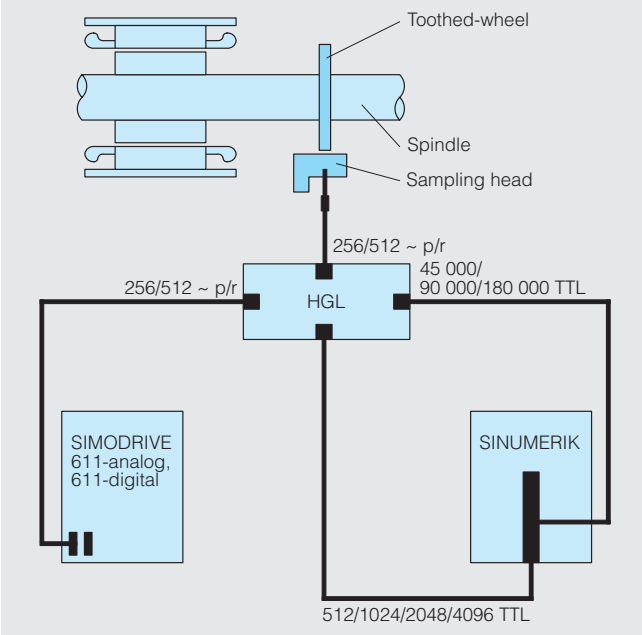 Toothed-wheel
Spindle
Sampling head
256/512 ~ p/r
256/512 ~ p/r
45 000/
90 000/180 000 TTL
HGL
SIMODRIVE
611-analog,
611-digital
SINUMERIK
512/1024/2048/4096 TTL